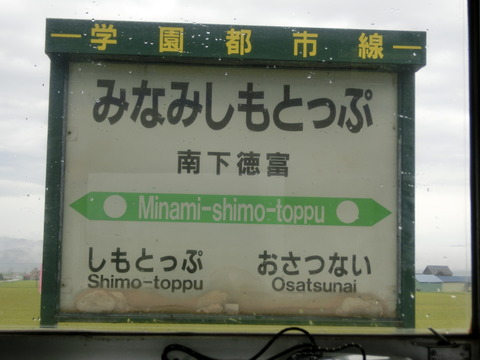 学園都市線
みなみしもとっぷ
南下徳富
Minami-shimo-toppu
しもとっぷ おさつない
Shimo-toppu Osatsunai